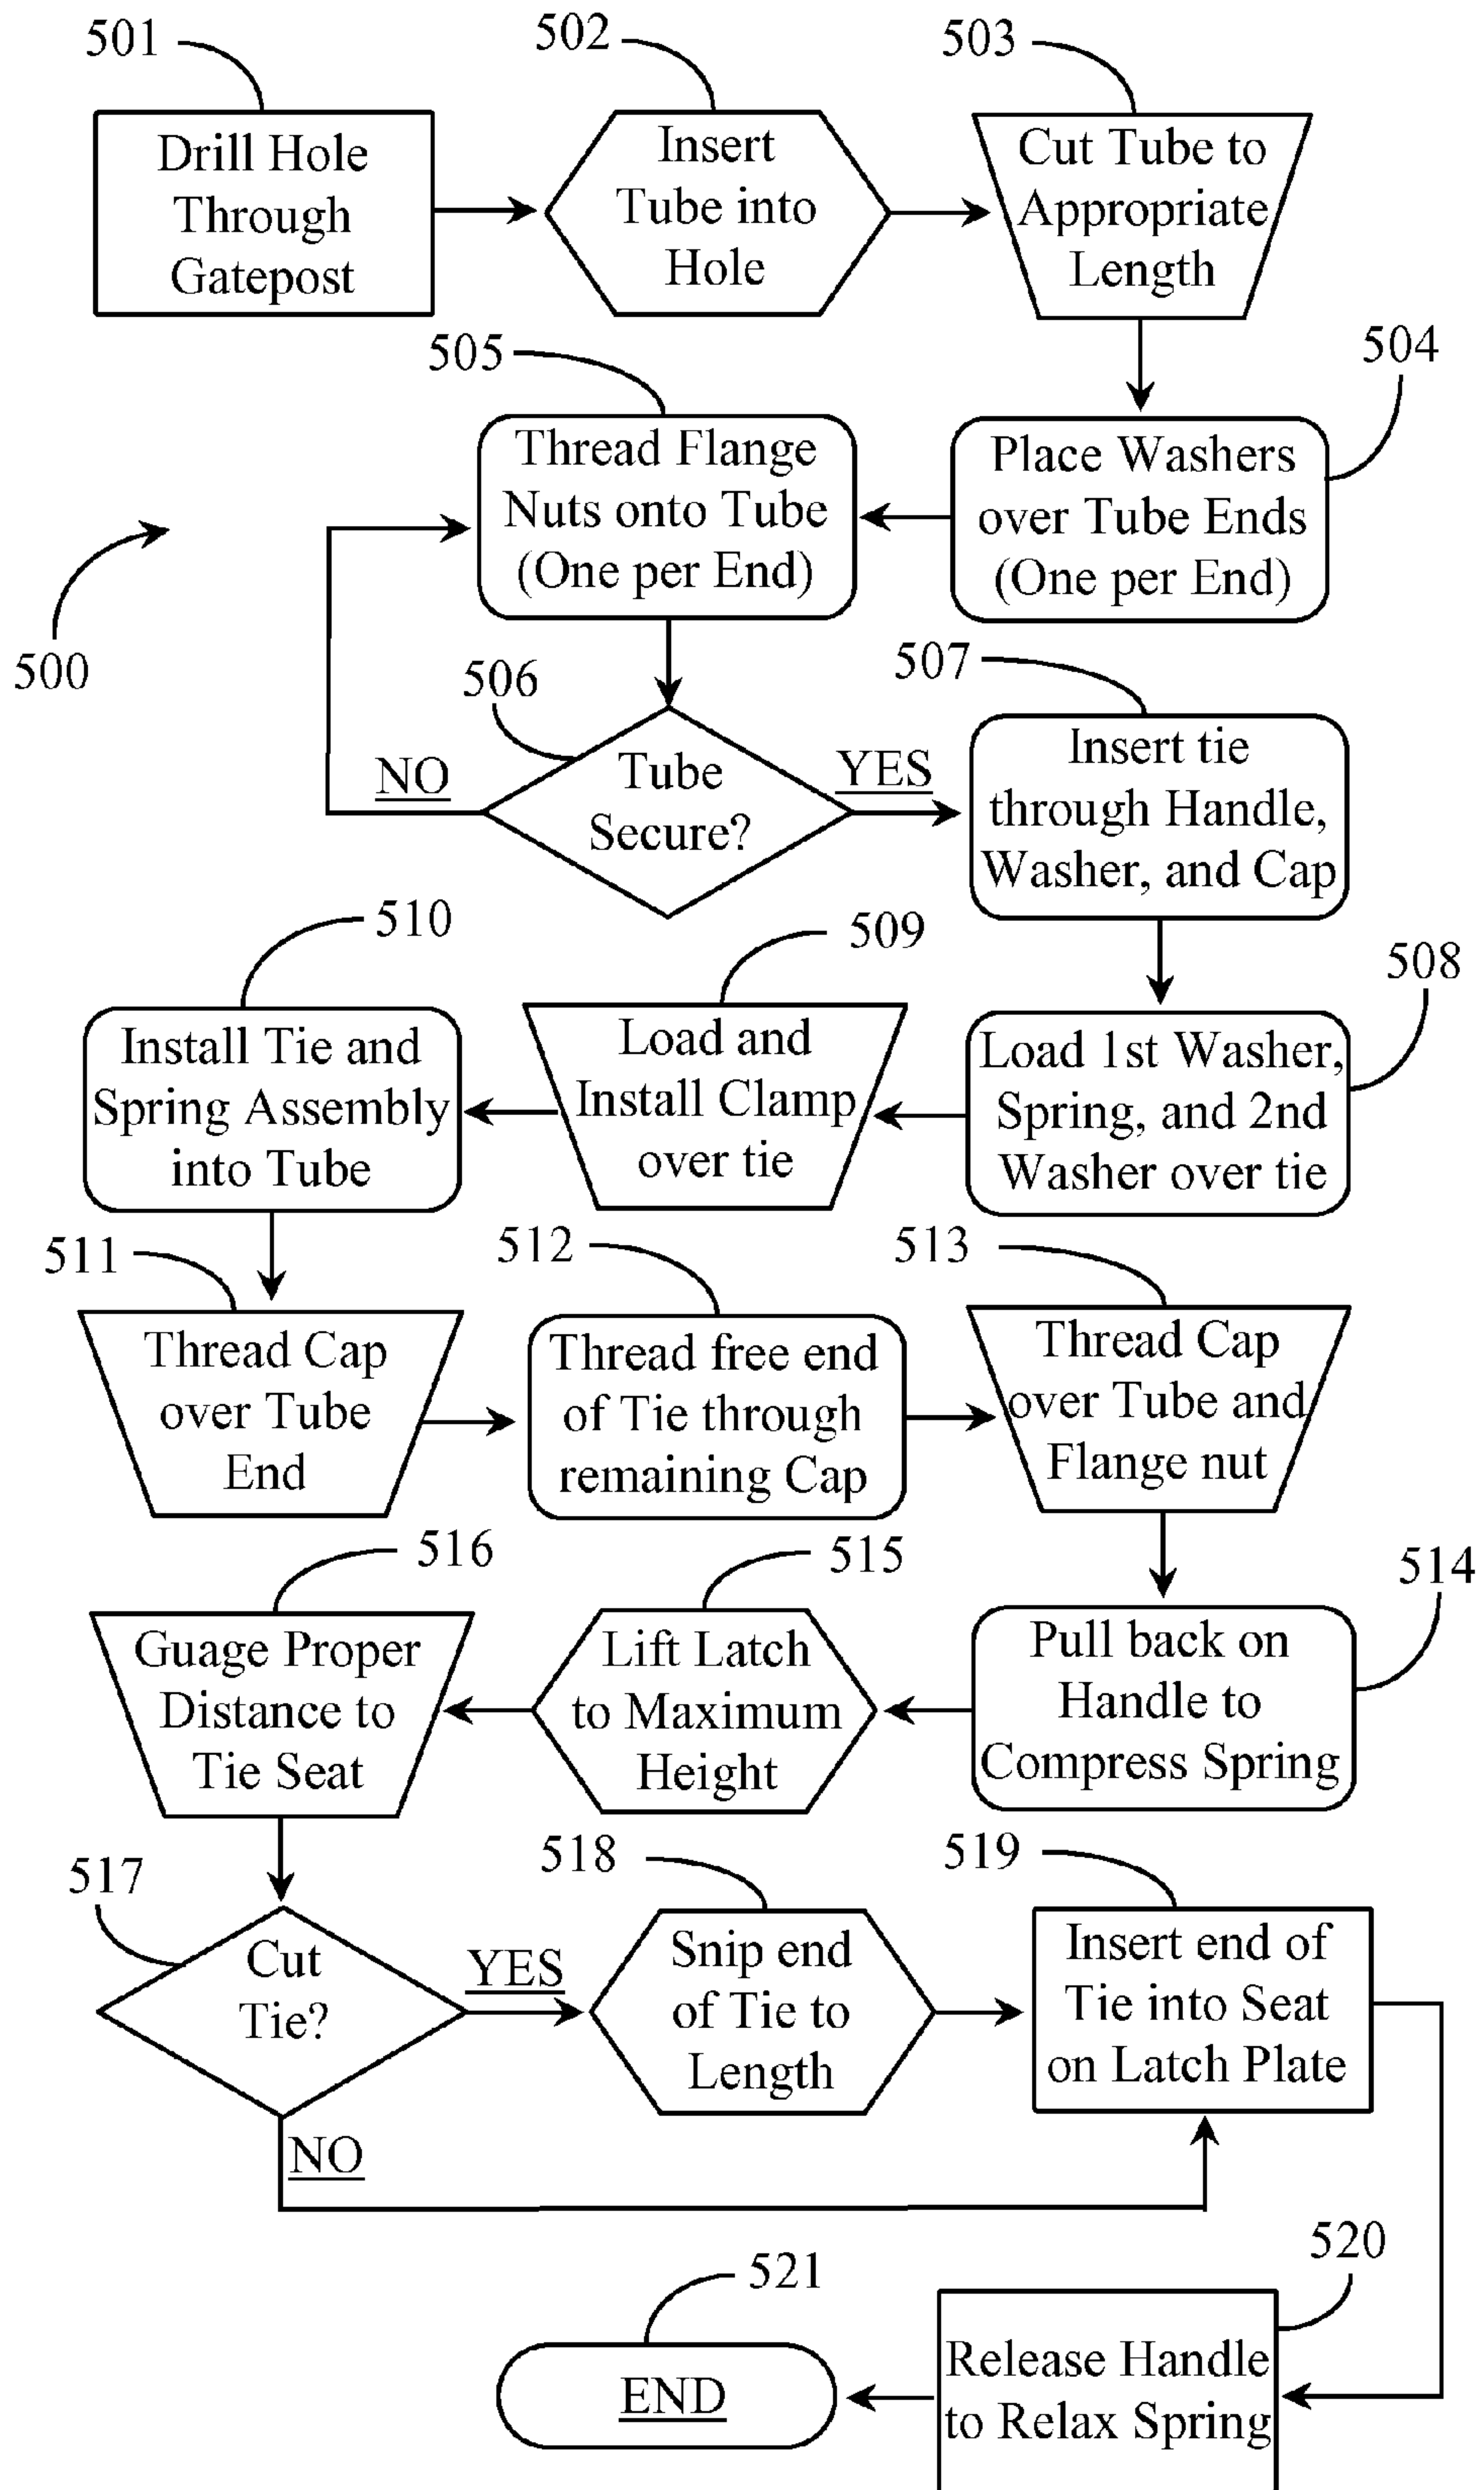 501
502
503
Drill Hole
Through
Gatepost
Insert
Tube into
Hole
Cut Tube to
Appropriate
Length
505
504
Thread Flange
Nuts onto Tube
(One per End)
Place Washers
over Tube Ends
(One per End)
500
506
507
NO
Tube
Secure?
YES
Insert tie
through Handle,
Washer, and Cap
510
509
508
Install Tie and
Spring Assembly
into Tube
Load and
Install Clamp
over tie
Load 1st Washer,
Spring, and 2nd
Washer over tie
511
512
513
Thread Cap
over Tube
End
Thread free end
of Tie through
remaining Cap
Thread Cap
over Tube and
Flange nut
516
515
514
Guage Proper
Distance to
Tie Seat
Lift Latch
to Maximum
Height
Pull back on
Handle to
Compress Spring
517
518
519
Cut
Tie?
YES
Snip end
of Tie to
Length
Insert end of
Tie into Seat
on Latch Plate
NO
521
520
END
Release Handle
to Relax Spring